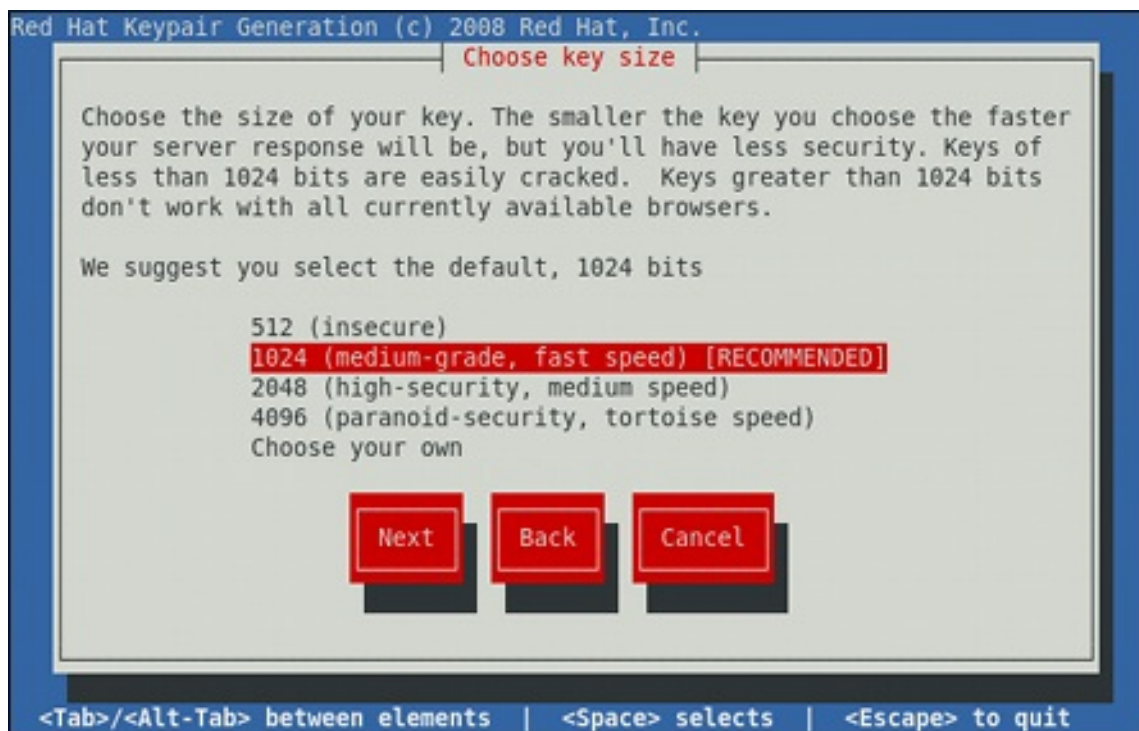 Red Hat Keypair Generation (c) 2008 Red Hat, Inc.
Choose key size
Choose the size of your key. The smaller the key you choose the faster
your server response will be, but you'll have less security. Keys of
less than 1024 bits are easily cracked.  Keys greater than 1024 bits
don't work with all currently available browsers.
We suggest you select the default, 1024 bits
512 (insecure)
1024 (medium-grade, fast speed) [RECOMMENDED]
2048 (high-security, medium speed)
4096 (paranoid-security, tortoise speed)
Choose your own
Next Back Cancel
<Tab>/<Alt-Tab> between elements | <Space> selects | <Escape> to quit